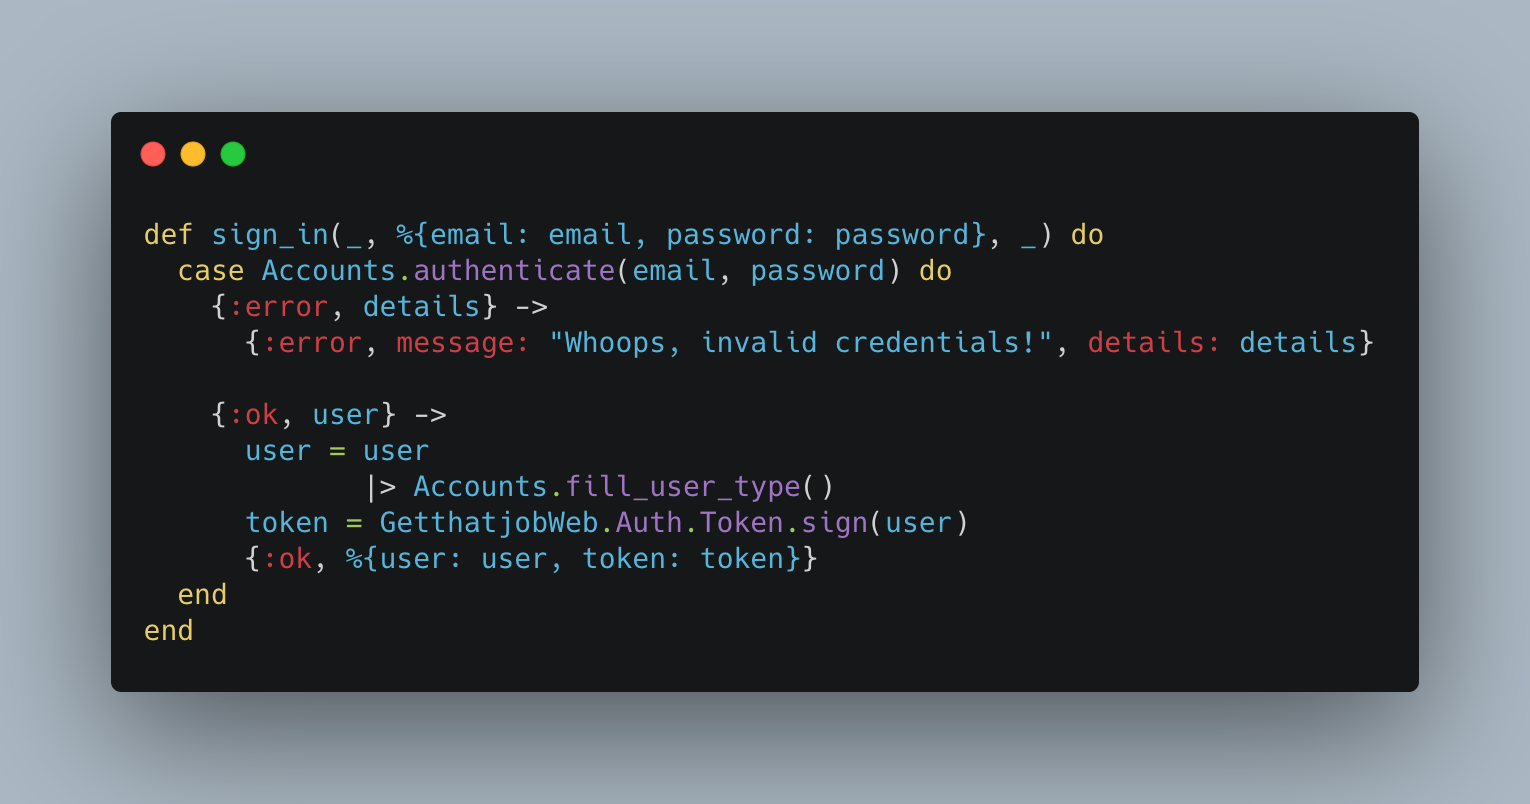 def sign_in(_, %{email: email, password: password}, _) do
  case Accounts.authenticate(email, password) do
    {:error, details} ->
      {:error, message: "Whoops, invalid credentials!", details: details}

    {:ok, user} ->
      user = user
             |> Accounts.fill_user_type()
      token = GetthatjobWeb.Auth.Token.sign(user)
      {:ok, %{user: user, token: token}}
  end
end